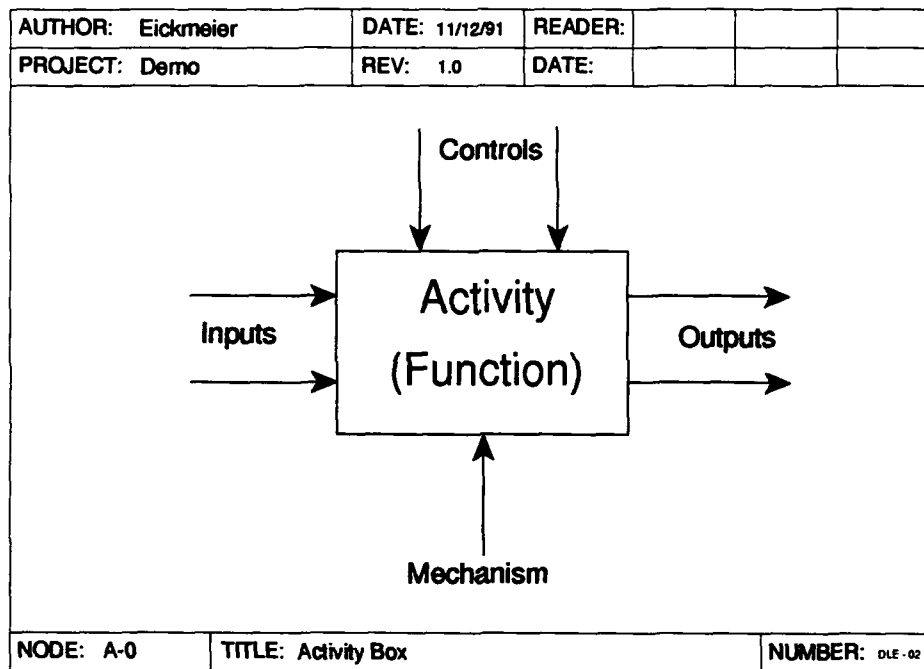 AUTHOR: Eickmeier DATE: 11/12/91 READER:
PROJECT: Demo REV: 1.0 DATE:
Controls
Activity
(Function)
Inputs
Outputs
Mechanism
NODE: A-0 TITLE: Activity Box NUMBER: DLE-02